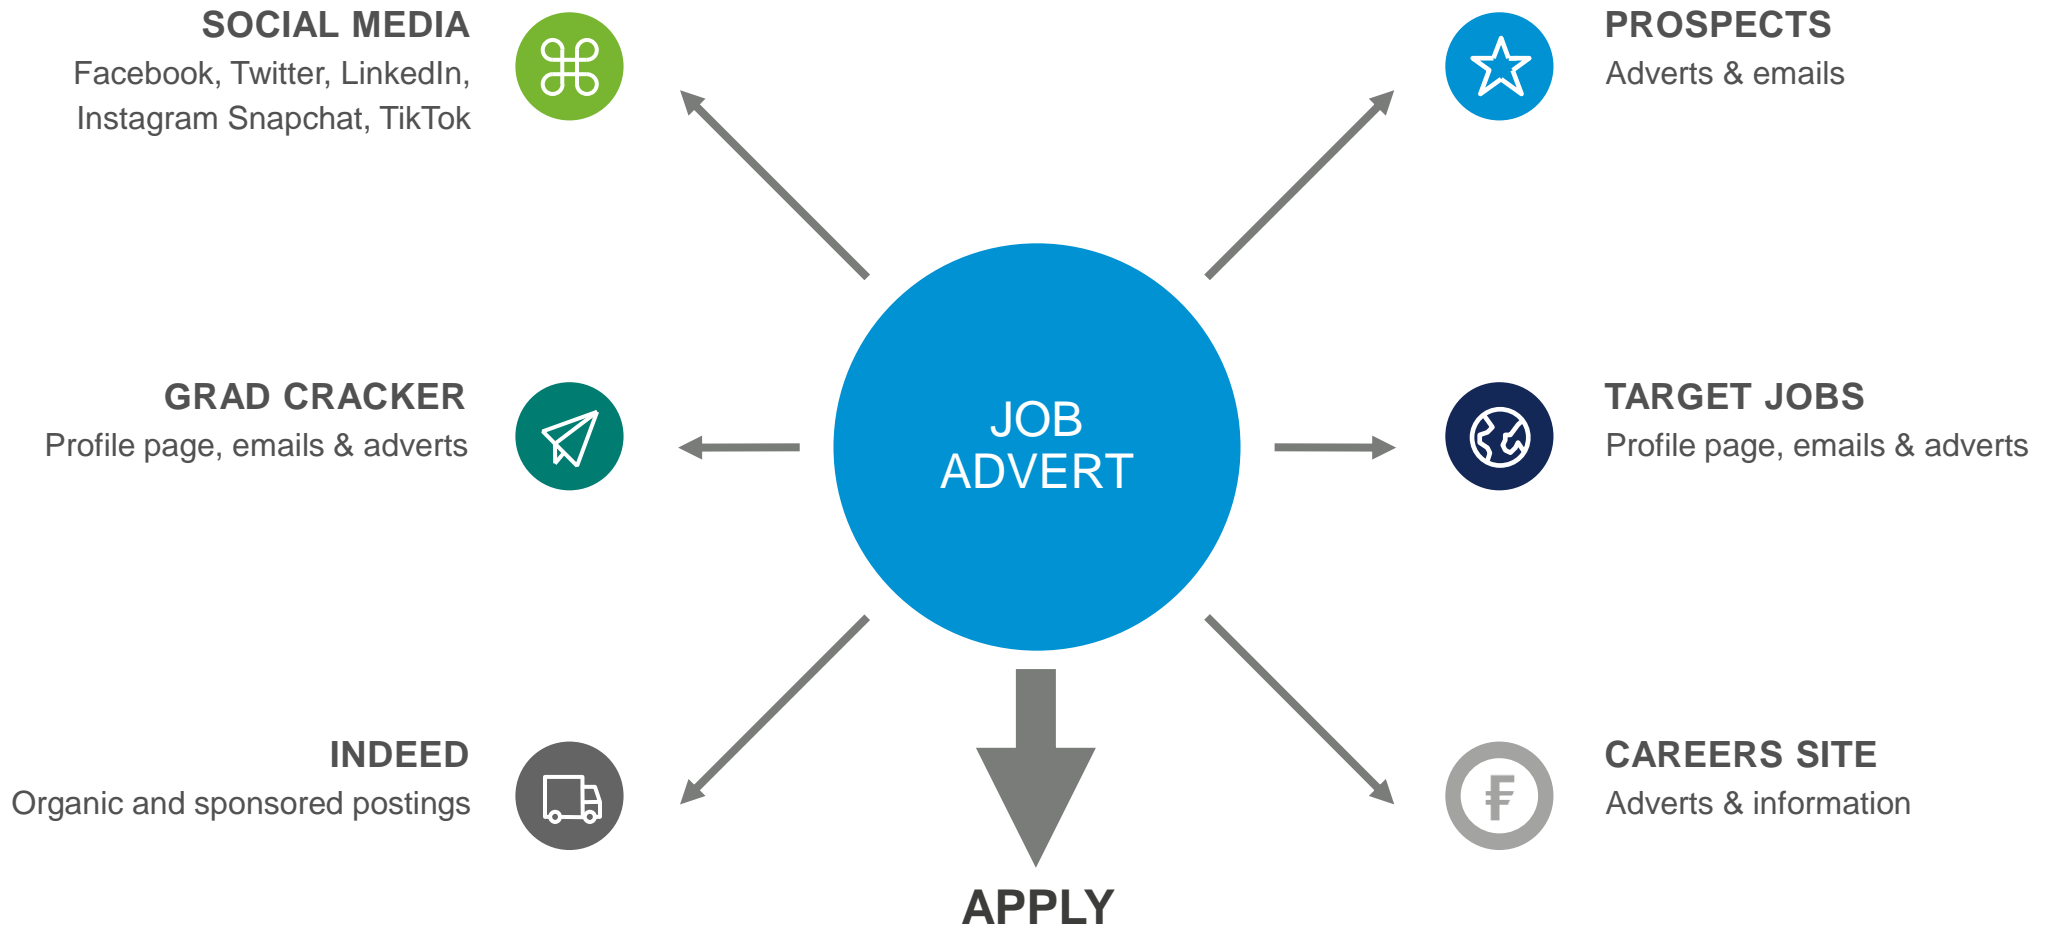 SOCIAL MEDIA
Facebook, Twitter, LinkedIn,
Instagram Snapchat, TikTok
PROSPECTS
Adverts & emails
GRAD CRACKER
Profile page, emails & adverts
JOB
ADVERT
TARGET JOBS
Profile page, emails & adverts
INDEED
Organic and sponsored postings
CAREERS SITE
Adverts & information
APPLY